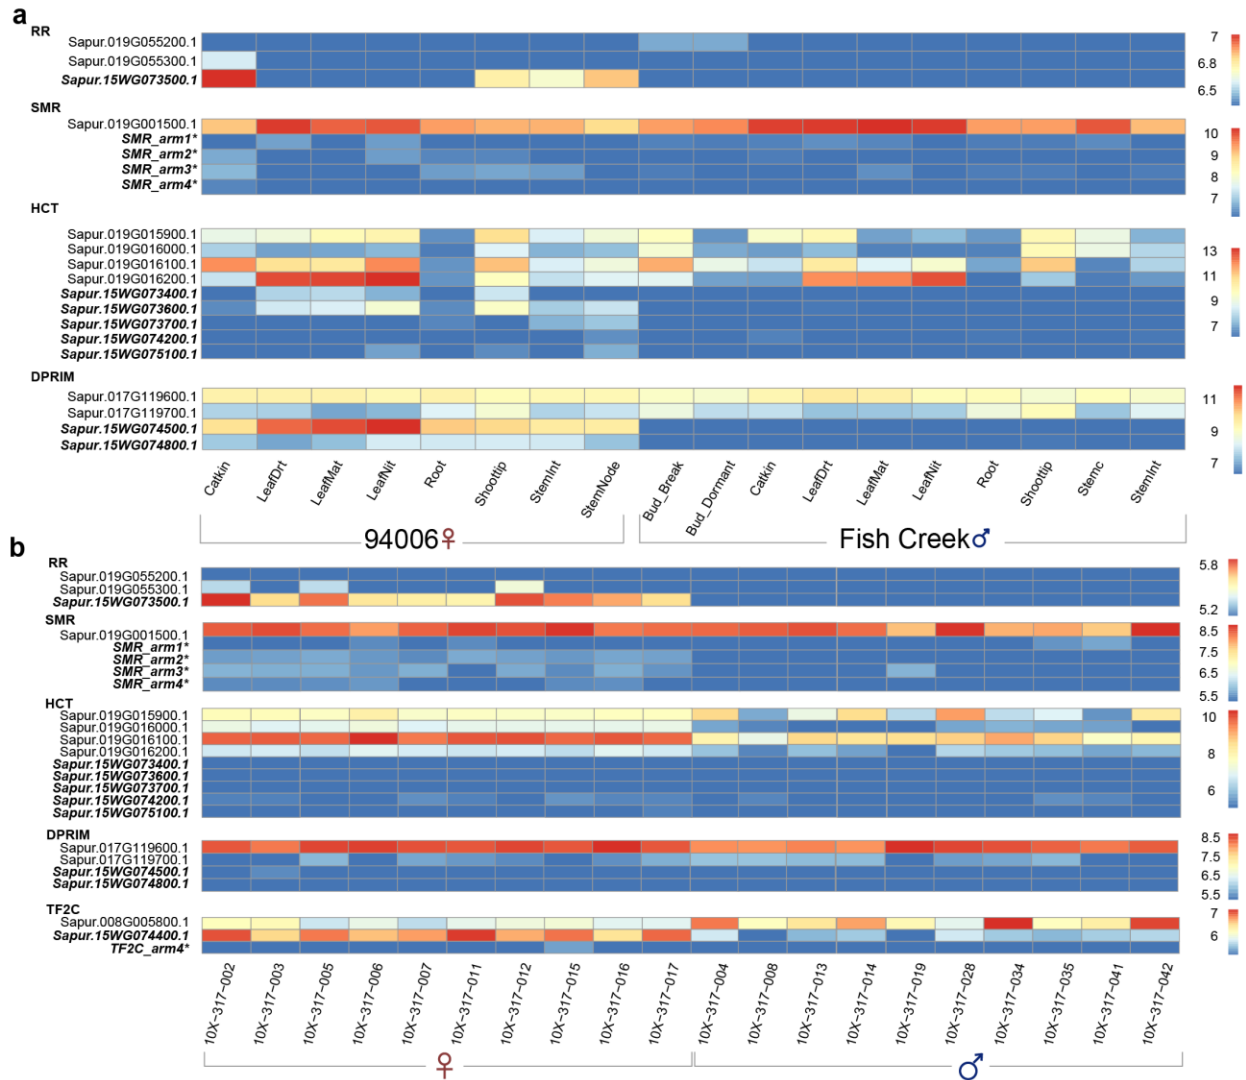 a
RR
Sapur.019G055200.1
Sapur.019G055300.1
Sapur.15WG073500.1
7
6.8
6.5
SMR
Sapur.019G001500.1
SMR_arm1*
SMR_arm2*
SMR_arm3*
SMR_arm4*
10
9
8
7
HCT
Sapur.019G015900.1
Sapur.019G016000.1
Sapur.019G016100.1
Sapur.019G016200.1
Sapur.15WG073400.1
Sapur.15WG073600.1
Sapur.15WG073700.1
Sapur.15WG074200.1
Sapur.15WG075100.1
13
11
9
7
DPRIM
Sapur.017G119600.1
Sapur.017G119700.1
Sapur.15WG074500.1
Sapur.15WG074800.1
11
9
7
Catkin
LeafDrt
LeafMat
LeafNit
Root
Shoottip
StemInt
StemNode
Bud_Break
Bud_Dormant
Catkin
LeafDrt
LeafMat
LeafNit
Root
Shoottip
Stemc
StemInt
94006♀
Fish Creek♂
b
RR
Sapur.019G055200.1
Sapur.019G055300.1
Sapur.15WG073500.1
5.8
5.2
SMR
Sapur.019G001500.1
SMR_arm1*
SMR_arm2*
SMR_arm3*
SMR_arm4*
8.5
7.5
6.5
5.5
HCT
Sapur.019G015900.1
Sapur.019G016000.1
Sapur.019G016100.1
Sapur.019G016200.1
Sapur.15WG073400.1
Sapur.15WG073600.1
Sapur.15WG073700.1
Sapur.15WG074200.1
Sapur.15WG075100.1
10
8
6
DPRIM
Sapur.017G119600.1
Sapur.017G119700.1
Sapur.15WG074500.1
Sapur.15WG074800.1
8.5
7.5
6.5
5.5
TF2C
Sapur.008G005800.1
Sapur.15WG074400.1
TF2C_arm4*
7
6
10X-317-002
10X-317-003
10X-317-005
10X-317-006
10X-317-007
10X-317-011
10X-317-012
10X-317-015
10X-317-016
10X-317-017
10X-317-004
10X-317-008
10X-317-013
10X-317-014
10X-317-019
10X-317-028
10X-317-034
10X-317-035
10X-317-041
10X-317-042
♀
♂